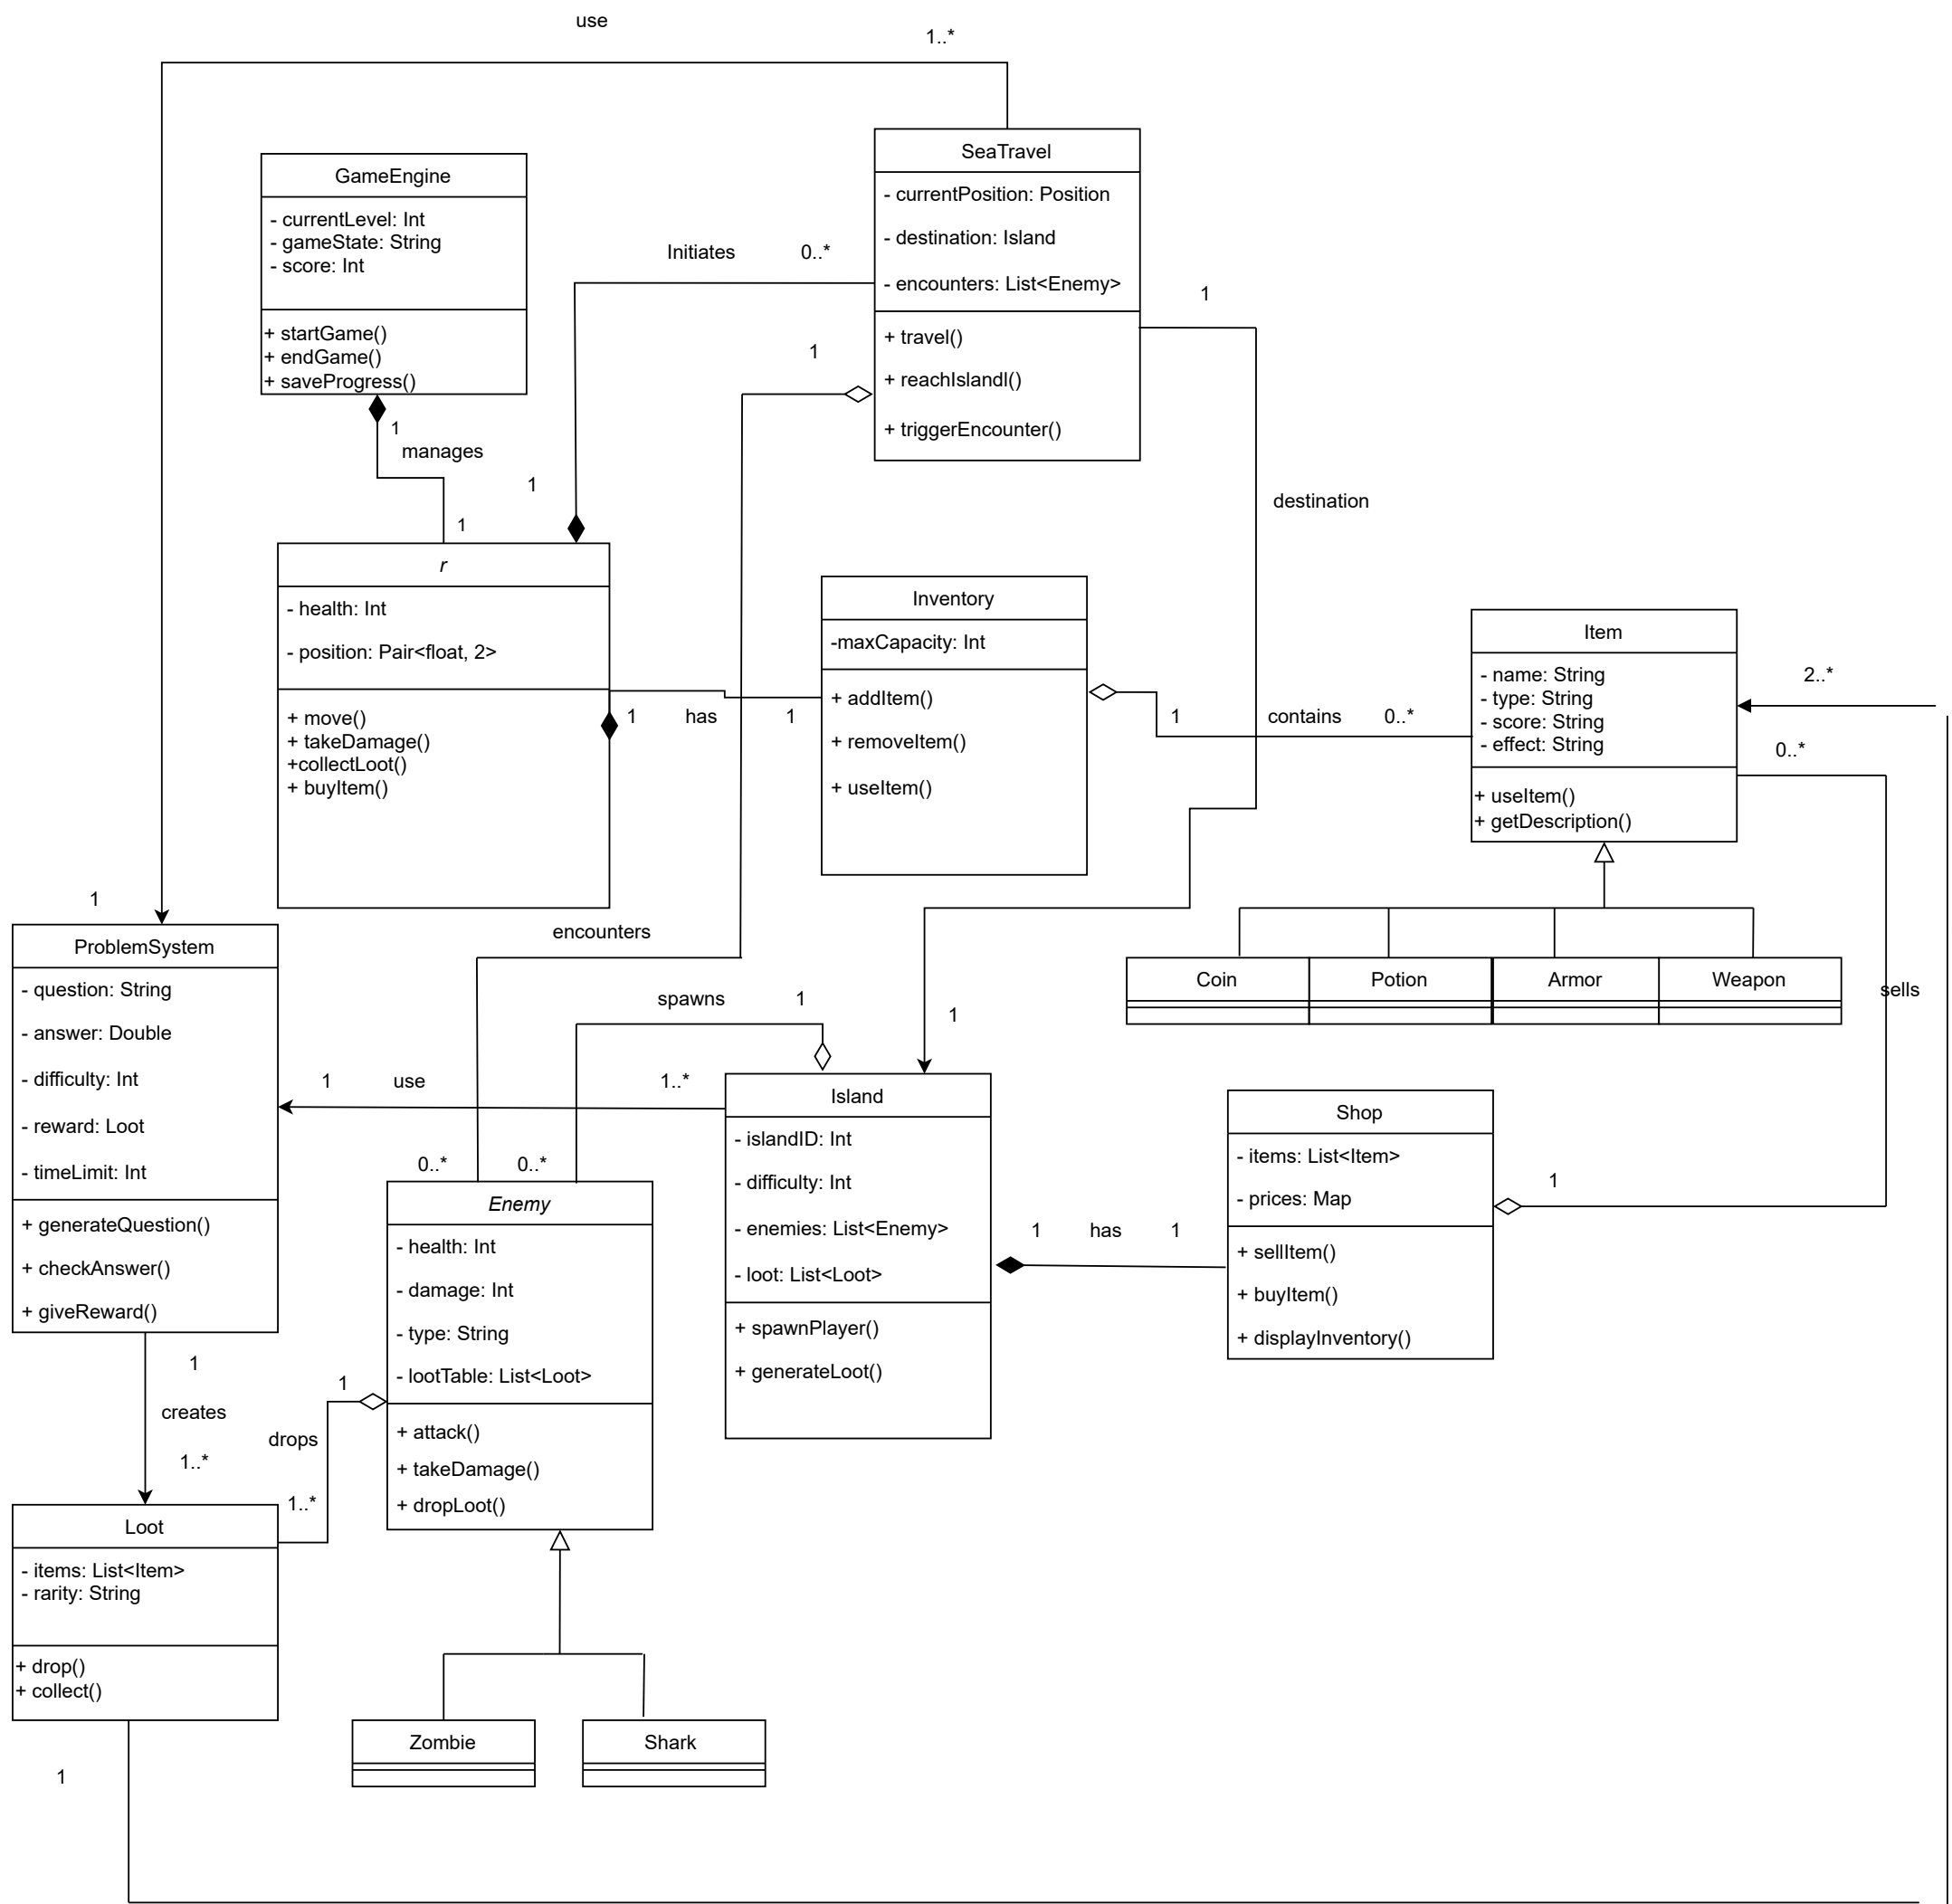 use
1..*
SeaTravel
- currentPosition: Position
- destination: Island
- encounters: List<Enemy>
+ travel()
+ reachIslandl()
+ triggerEncounter()
GameEngine
- currentLevel: Int
- gameState: String
- score: Int
+ startGame()
+ endGame()
+ saveProgress()
Initiates
0..*
1
1
1
manages
1
1
destination
r
- health: Int
- position: Pair<float, 2>
+ move()
+ takeDamage()
+collectLoot()
+ buyItem()
1
has
1
Inventory
-maxCapacity: Int
+ addItem()
+ removeItem()
+ useItem()
1
contains
0..*
Item
- name: String
- type: String
- score: String
- effect: String
+ useItem()
+ getDescription()
2..*
0..*
Coin
Potion
Armor
Weapon
sells
1
ProblemSystem
- question: String
- answer: Double
- difficulty: Int
- reward: Loot
- timeLimit: Int
+ generateQuestion()
+ checkAnswer()
+ giveReward()
encounters
spawns
1
1
1
use
1..*
0..*
0..*
Island
- islandID: Int
- difficulty: Int
- enemies: List<Enemy>
- loot: List<Loot>
+ spawnPlayer()
+ generateLoot()
1
has
1
Shop
- items: List<Item>
- prices: Map
+ sellItem()
+ buyItem()
+ displayInventory()
1
Enemy
- health: Int
- damage: Int
- type: String
- lootTable: List<Loot>
+ attack()
+ takeDamage()
+ dropLoot()
1
creates
1..*
1
drops
1..*
Loot
- items: List<Item>
- rarity: String
+ drop()
+ collect()
1
Zombie
Shark